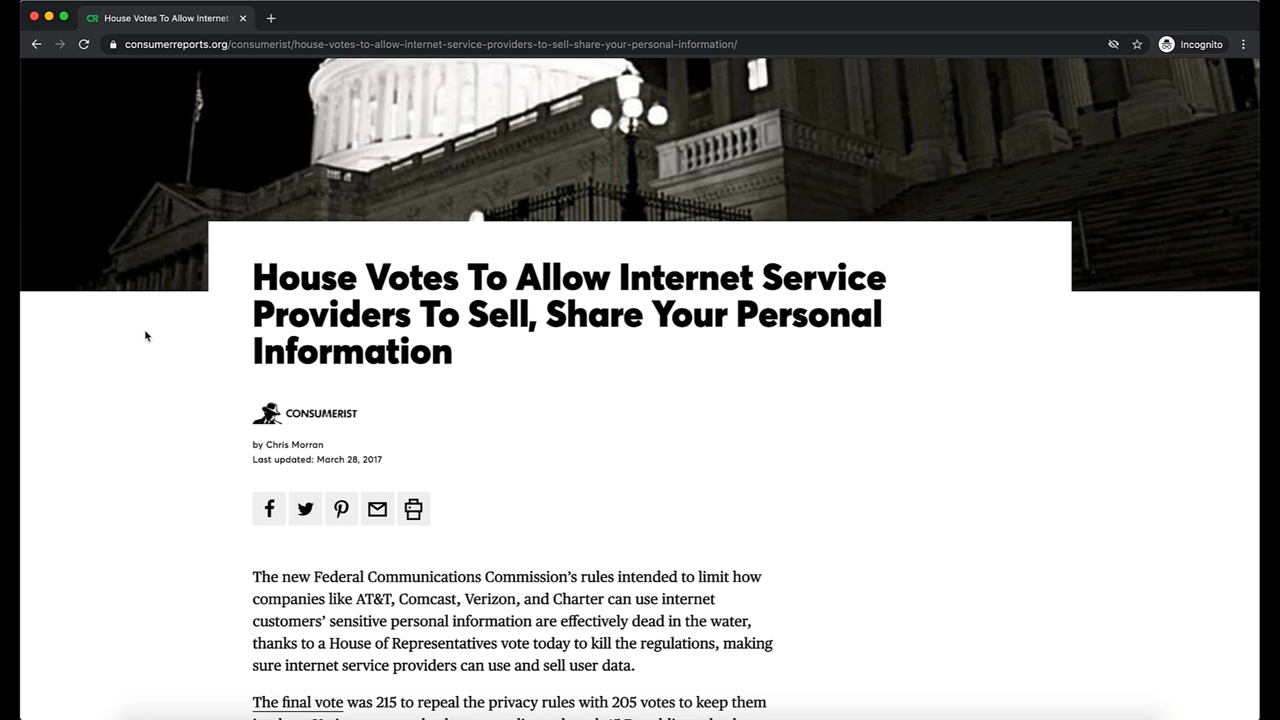 CR House Votes To Allow Internet
consumerreports.org/consumerist/house-votes-to-allow-internet-service-providers-to-sell-share-your-personal-information/
Incognito
House Votes To Allow Internet Service
Providers To Sell, Share Your Personal
Information
CONSUMERIST
by Chris Morran
Last updated: March 28, 2017
The new Federal Communications Commission's rules intended to limit how
companies like AT&T, Comcast, Verizon, and Charter can use internet
customers' sensitive personal information are effectively dead in the water,
thanks to a House of Representatives vote today to kill the regulations, making
sure internet service providers can use and sell user data.
The final vote was 215 to repeal the privacy rules with 205 votes to keep them